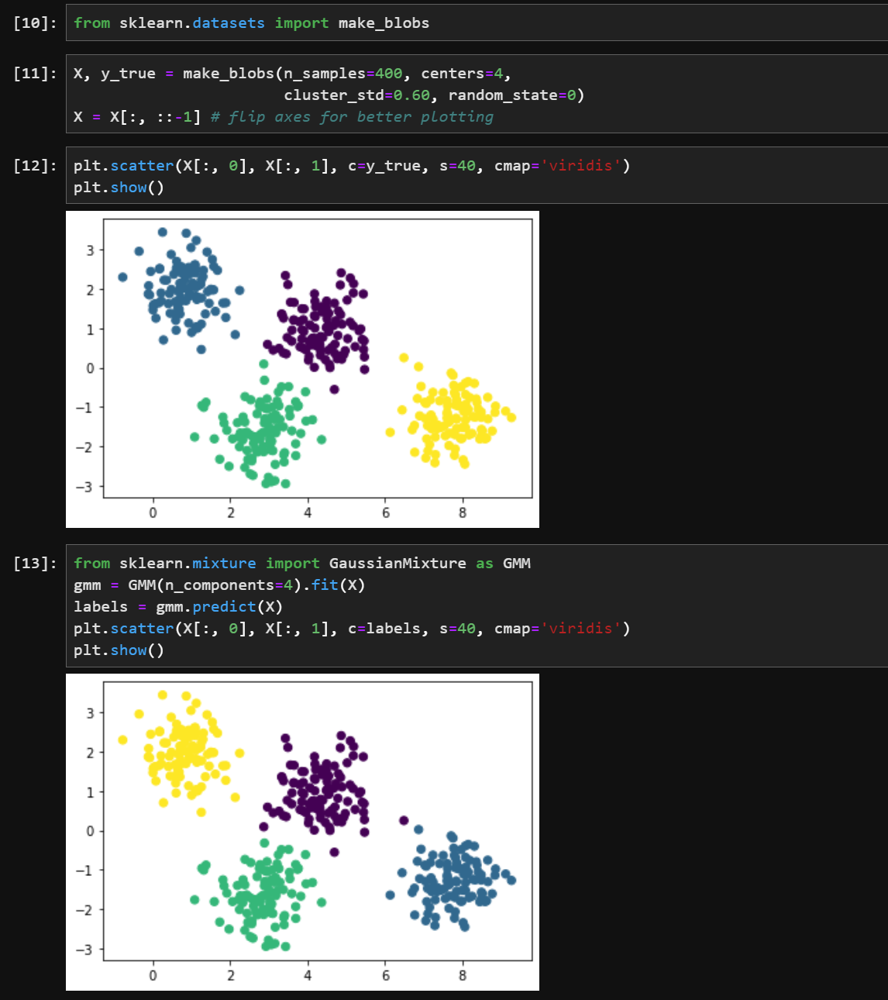 [10]: from sklearn.datasets import make_blobs
[11]: X, y_true = make_blobs(n_samples=400, centers=4,
cluster_std=0.60, random_state=0)
X = X[:, ::-1] # flip axes for better plotting
[12]: plt.scatter(X[:, 0], X[:, 1], c=y_true, s=40, cmap='viridis')
plt.show()
3
2
1
0
−1
−2
−3
0 2 4 6 8
[13]: from sklearn.mixture import GaussianMixture as GMM
gmm = GMM(n_components=4).fit(X)
labels = gmm.predict(X)
plt.scatter(X[:, 0], X[:, 1], c=labels, s=40, cmap='viridis')
plt.show()
3
2
1
0
−1
−2
−3
0 2 4 6 8